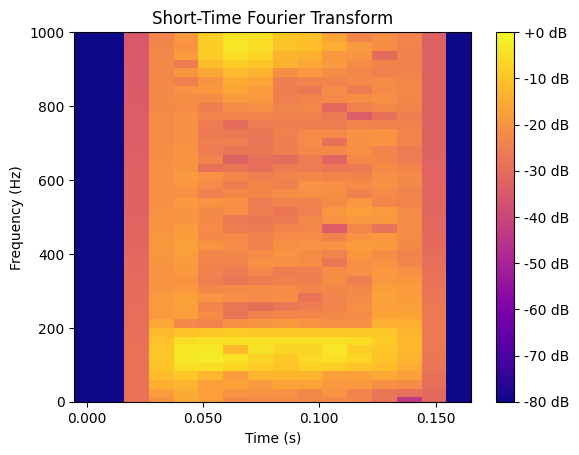 Short-Time Fourier Transform
1000
800
600
400
200
0
Frequency (Hz)
0.000
0.050
0.100
0.150
Time (s)
+0 dB
-10 dB
-20 dB
-30 dB
-40 dB
-50 dB
-60 dB
-70 dB
-80 dB